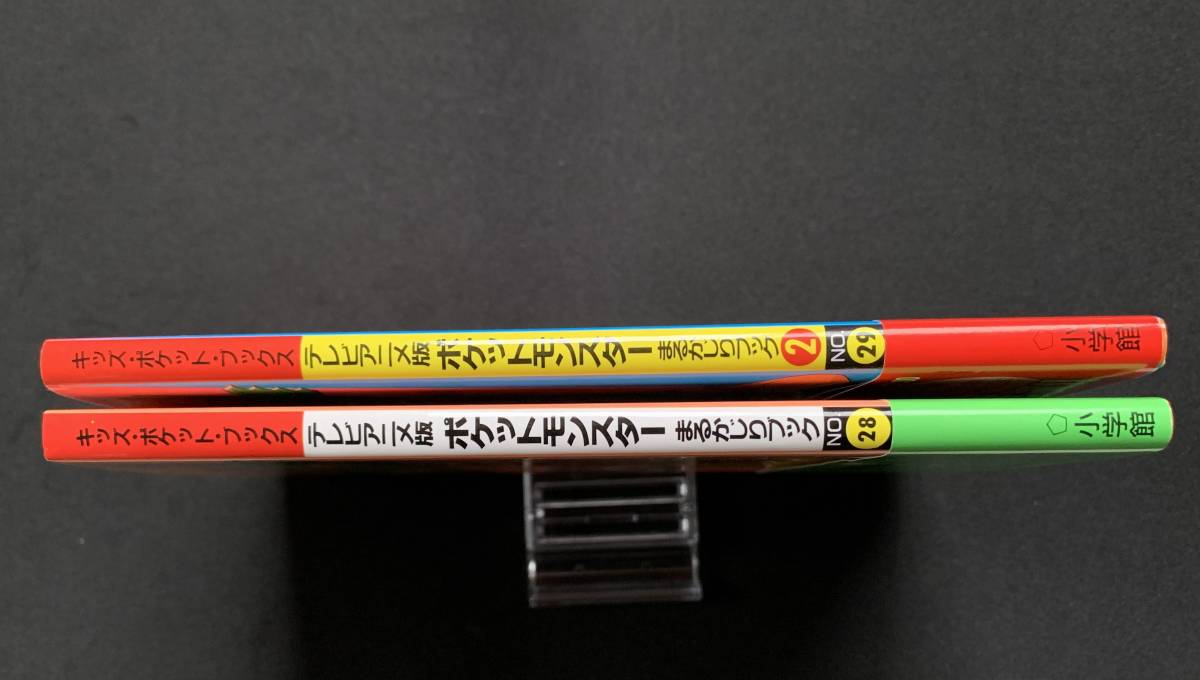 キッズ・ポケット・ブックス テレビアニメ版 ポケットモンスター まるかじりブック 2 NO. 29 小学館
キッズ・ポケット・ブックス テレビアニメ版 ポケットモンスター まるかじりブック NO. 28 小学館